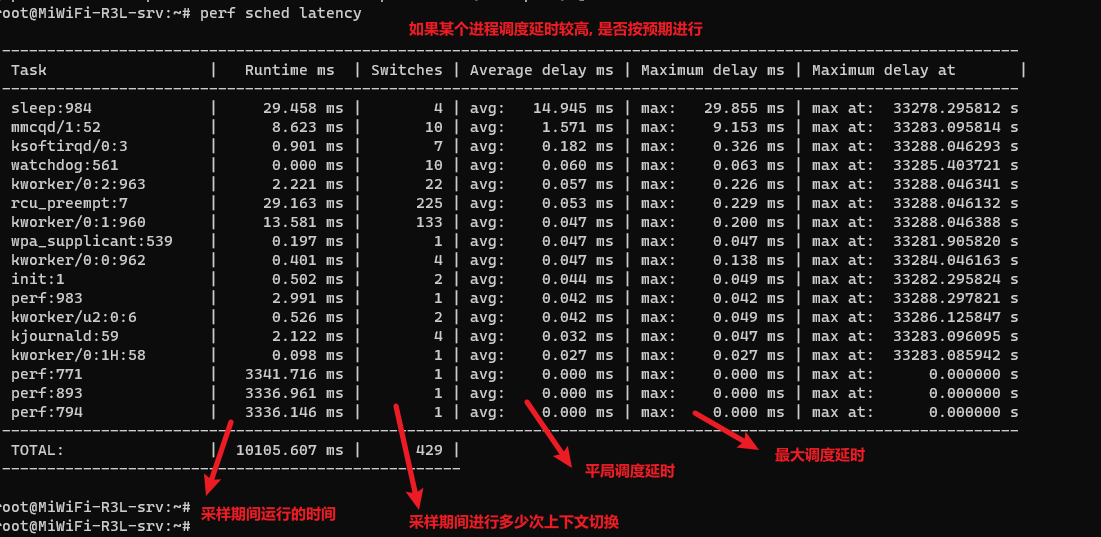 root@MiWiFi-R3L-srv:~# perf sched latency
如果某个进程调度延时较高, 是否按预期进行
-----------------------------------------------------------------------------------------------------------------
Task | Runtime ms | Switches | Average delay ms | Maximum delay ms | Maximum delay at |
-----------------------------------------------------------------------------------------------------------------
sleep:984 | 29.458 ms | 4 | avg: 14.945 ms | max: 29.855 ms | max at: 33278.295812 s
mmcqd/1:52 | 8.623 ms | 10 | avg: 1.571 ms | max: 9.153 ms | max at: 33283.095814 s
ksoftirqd/0:3 | 0.901 ms | 7 | avg: 0.182 ms | max: 0.326 ms | max at: 33288.046293 s
watchdog:561 | 0.000 ms | 10 | avg: 0.060 ms | max: 0.063 ms | max at: 33285.403721 s
kworker/0:2:963 | 2.221 ms | 22 | avg: 0.057 ms | max: 0.226 ms | max at: 33288.046341 s
rcu_preempt:7 | 29.163 ms | 225 | avg: 0.053 ms | max: 0.229 ms | max at: 33288.046132 s
kworker/0:1:960 | 13.581 ms | 133 | avg: 0.047 ms | max: 0.200 ms | max at: 33288.046388 s
wpa_supplicant:539 | 0.197 ms | 1 | avg: 0.047 ms | max: 0.047 ms | max at: 33281.905820 s
kworker/0:0:962 | 0.401 ms | 4 | avg: 0.047 ms | max: 0.138 ms | max at: 33284.046163 s
init:1 | 0.502 ms | 2 | avg: 0.044 ms | max: 0.049 ms | max at: 33282.295824 s
perf:983 | 2.991 ms | 1 | avg: 0.042 ms | max: 0.042 ms | max at: 33288.297821 s
kworker/u2:0:6 | 0.526 ms | 2 | avg: 0.042 ms | max: 0.049 ms | max at: 33286.125847 s
kjournald:59 | 2.122 ms | 4 | avg: 0.032 ms | max: 0.047 ms | max at: 33283.096095 s
kworker/0:1H:58 | 0.098 ms | 1 | avg: 0.027 ms | max: 0.027 ms | max at: 33283.085942 s
perf:771 | 3341.716 ms | 1 | avg: 0.000 ms | max: 0.000 ms | max at: 0.000000 s
perf:893 | 3336.961 ms | 1 | avg: 0.000 ms | max: 0.000 ms | max at: 0.000000 s
perf:794 | 3336.146 ms | 1 | avg: 0.000 ms | max: 0.000 ms | max at: 0.000000 s
-----------------------------------------------------------------------------------------------------------------
TOTAL: | 10105.607 ms | 429 |
---------------------------------------------------
最大调度延时
平局调度延时
root@MiWiFi-R3L-srv:~#
采样期间运行的时间
采样期间进行多少次上下文切换
root@MiWiFi-R3L-srv:~#